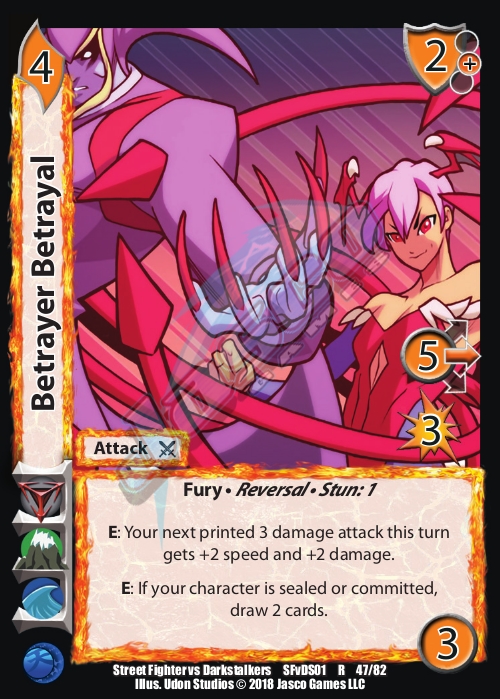 4
2
+
Betrayer Betrayal
5
3
Attack
Fury • Reversal • Stun: 1
E: Your next printed 3 damage attack this turn
gets +2 speed and +2 damage.
E: If your character is sealed or committed,
draw 2 cards.
3
Street Fighter vs Darkstalkers SFvDS01 R 47/82
Illus. Udon Studios © 2018 Jasco Games LLC